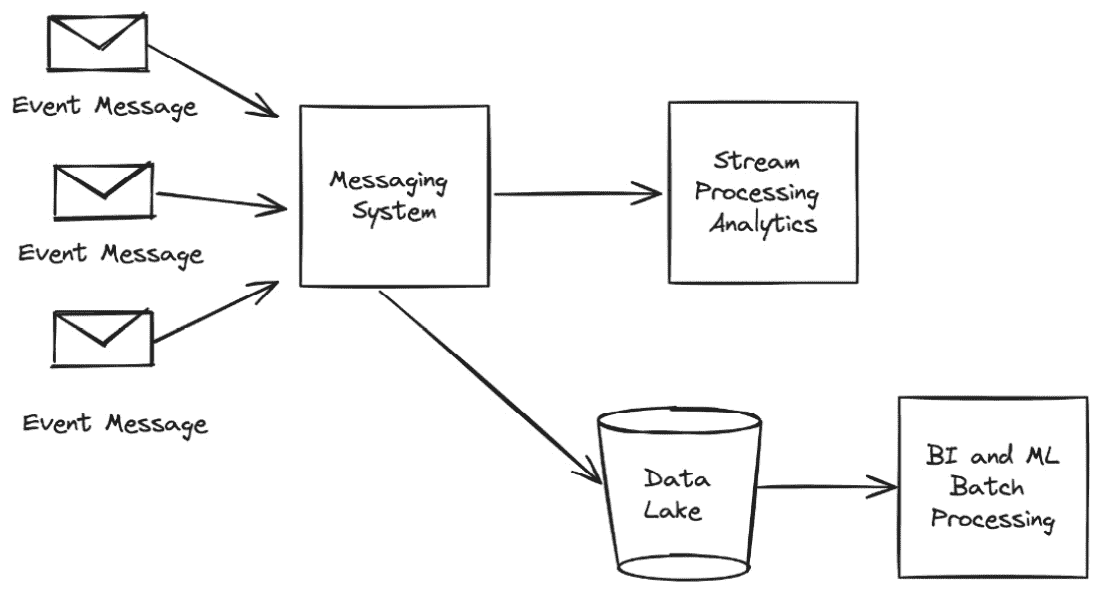 Event Message
Event Message
Event Message
Messaging
System
Stream
Processing
Analytics
Data
Lake
BI and ML
Batch
Processing